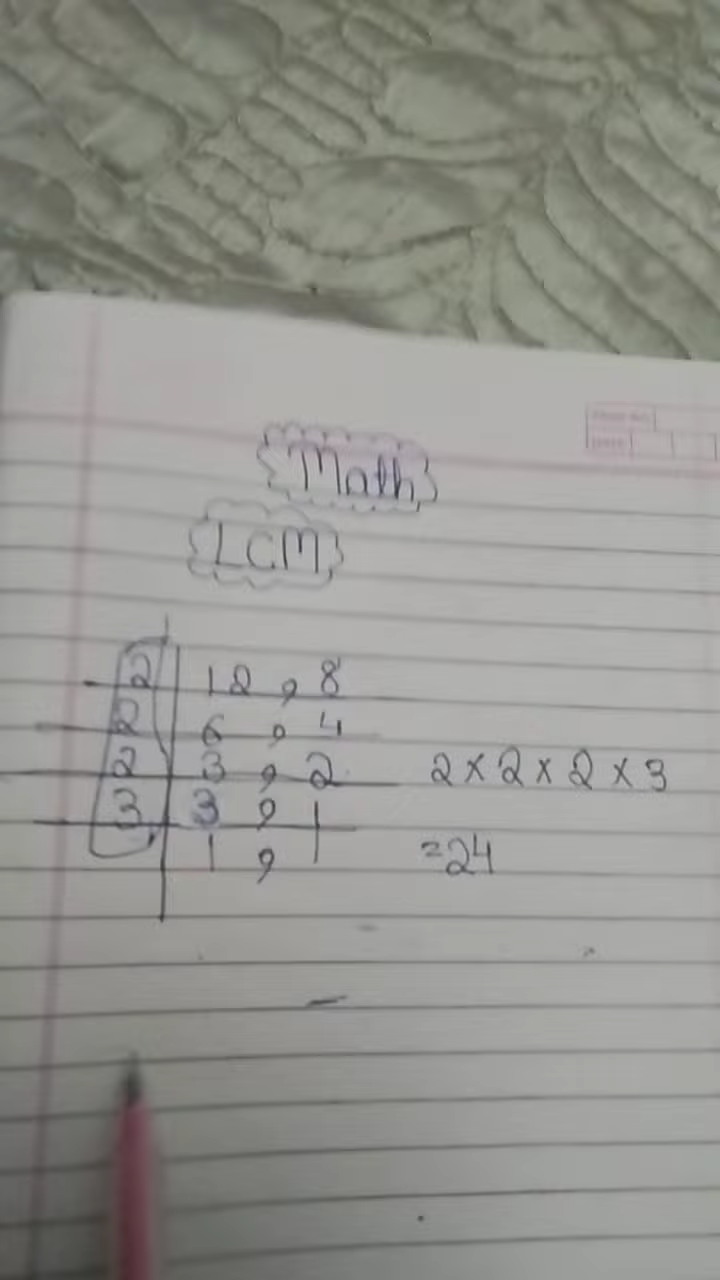 Math
LCM
2 | 12 , 8
2 | 6 , 4
2 | 3 , 2
3 | 3 , 1
1 , 1
2 × 2 × 2 × 3
= 24